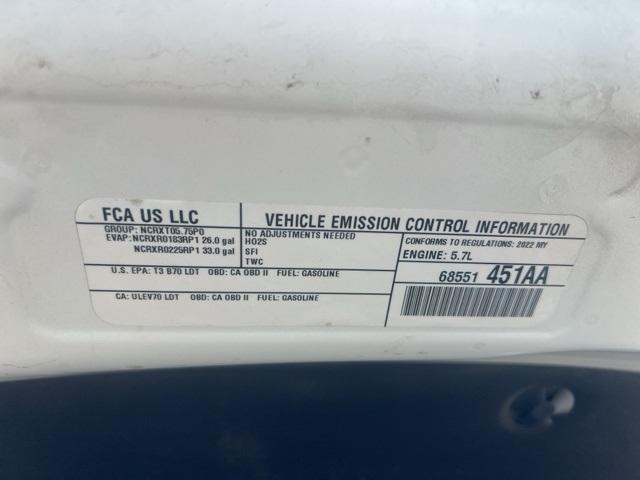 FCA US LLC
VEHICLE EMISSION CONTROL INFORMATION
GROUP: NCRXT05.75P0
EVAP: NCRXR0183RP1 26.0 gal
NCRXR0225RP1 33.0 gal
NO ADJUSTMENTS NEEDED
HO2S
SFI
TWC
CONFORMS TO REGULATIONS: 2022 MY
ENGINE: 5.7L
U.S. EPA: T3 B70 LDT OBD: CA OBD II FUEL: GASOLINE
68551 451AA
CA: ULEV70 LDT OBD: CA OBD II FUEL: GASOLINE